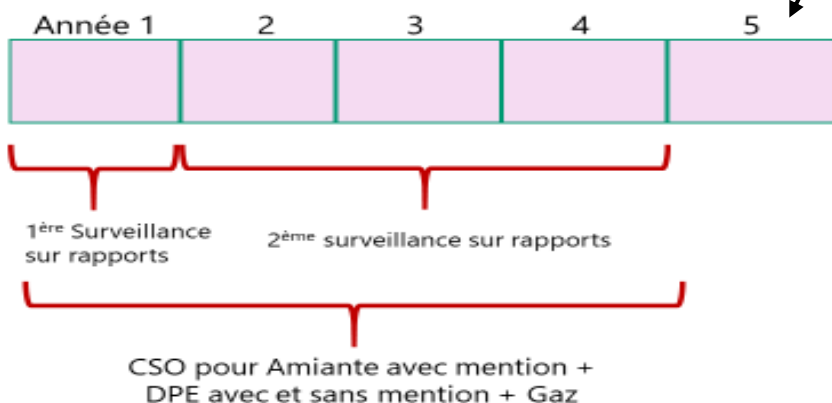 Année 1 2 3 4 5
1ère Surveillance
sur rapports
2ème surveillance sur rapports
CSO pour Amiante avec mention +
DPE avec et sans mention + Gaz